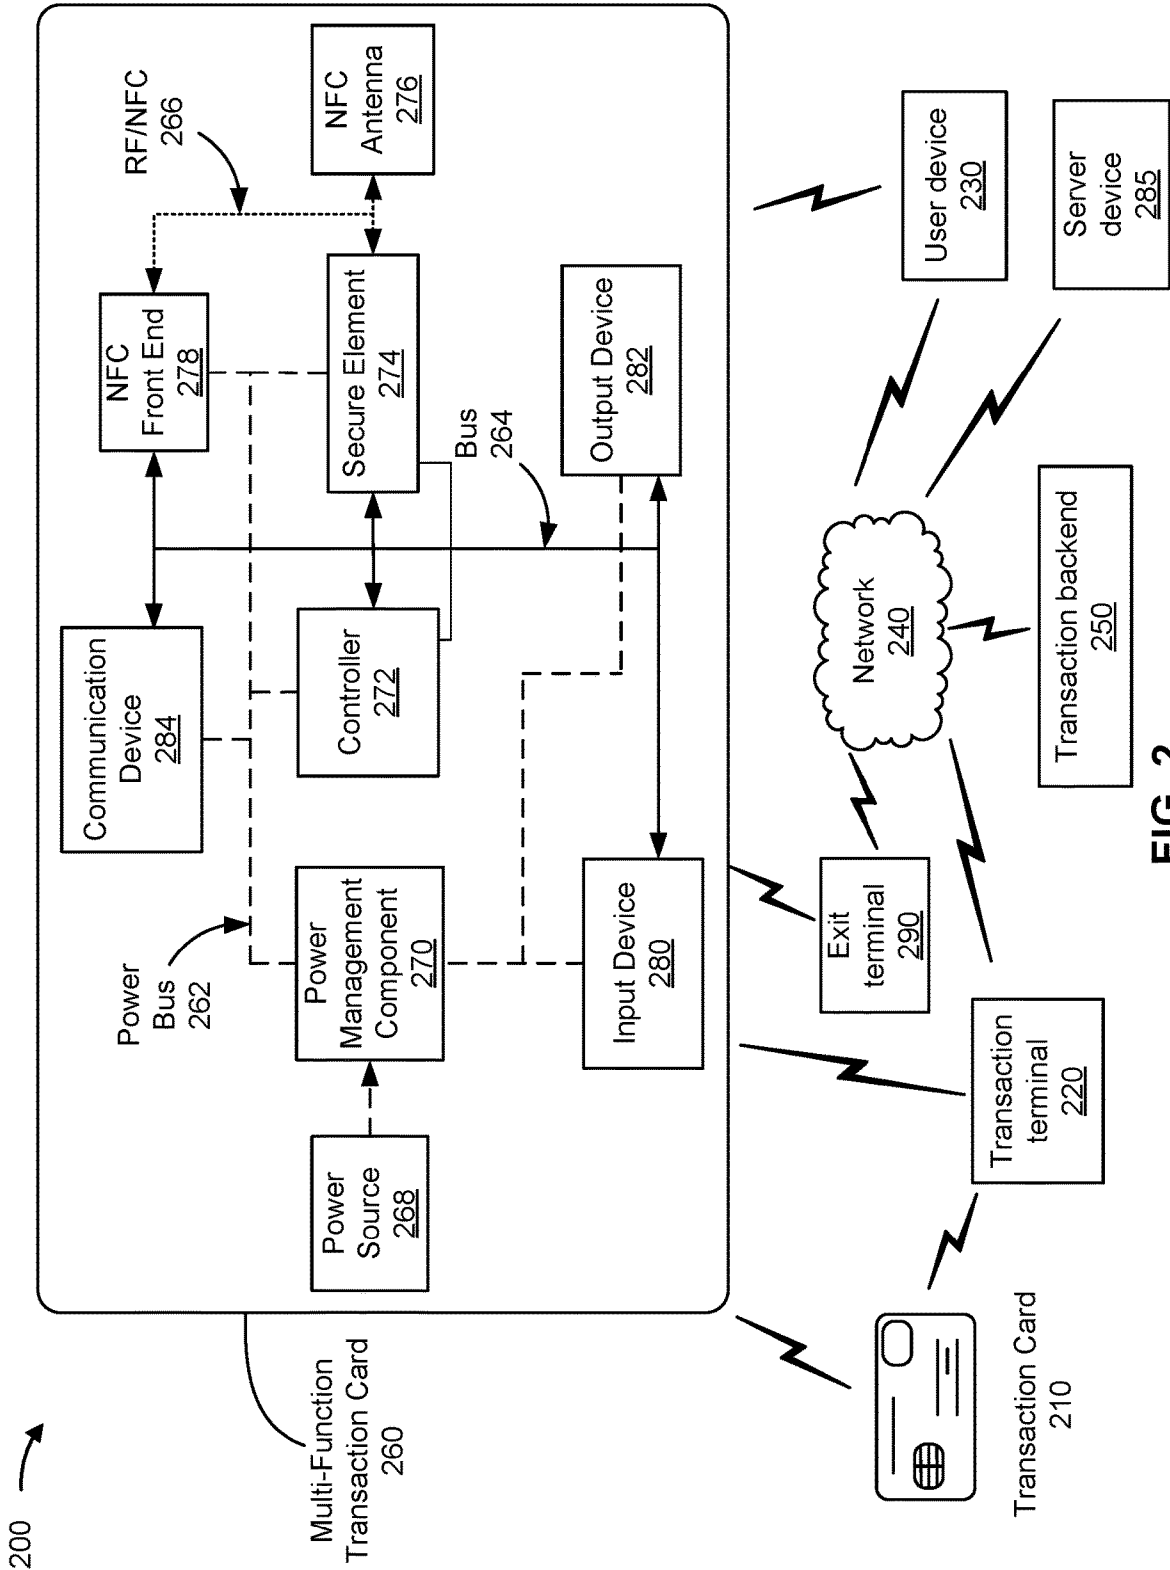 200
Multi-Function
Transaction Card
260
Power
Bus
262
Communication
Device
284
NFC
Front End
278
RF/NFC
266
Power
Source
268
Power
Management
Component
270
Controller
272
Secure Element
274
NFC
Antenna
276
Bus
264
Input Device
280
Output Device
282
Transaction Card
210
Transaction
terminal
220
Exit
terminal
290
Network
240
Transaction backend
250
User device
230
Server
device
285
FIG. 2